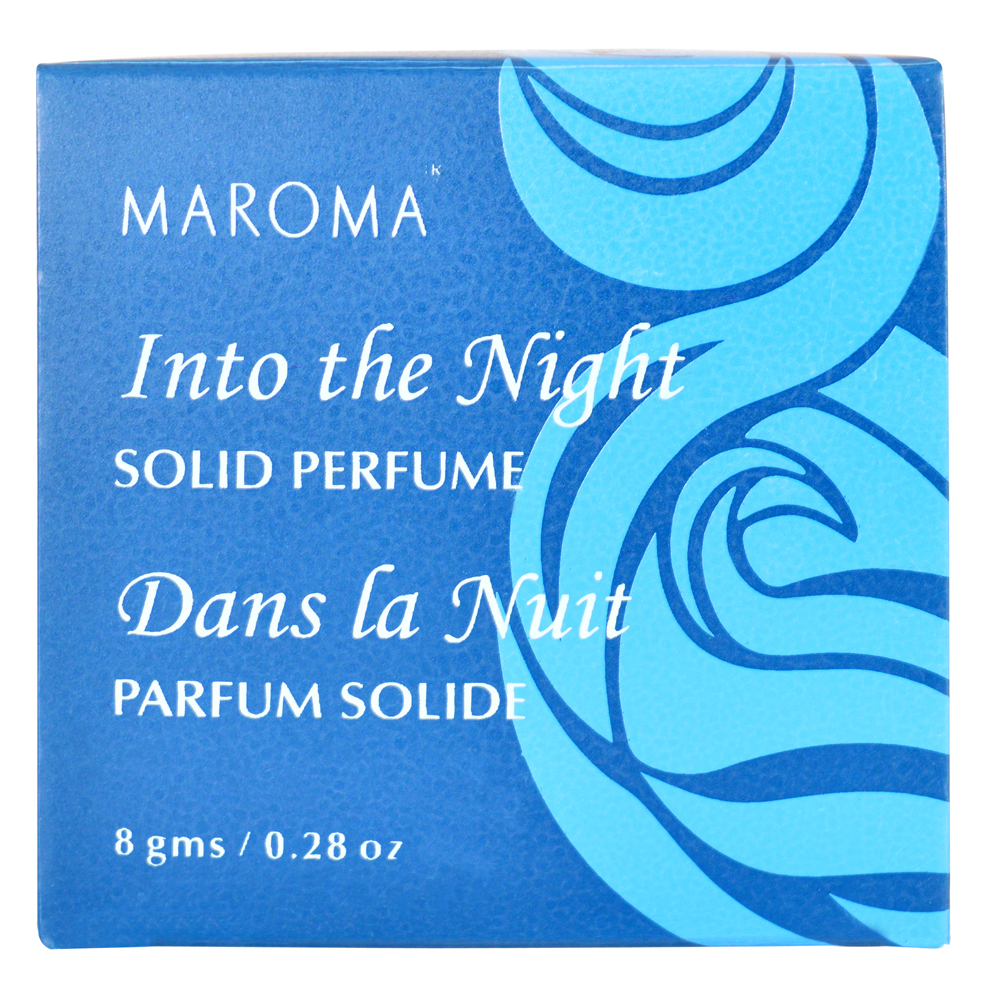 MAROMA®
Into the Night
SOLID PERFUME
Dans la Nuit
PARFUM SOLIDE
8 gms / 0.28 oz